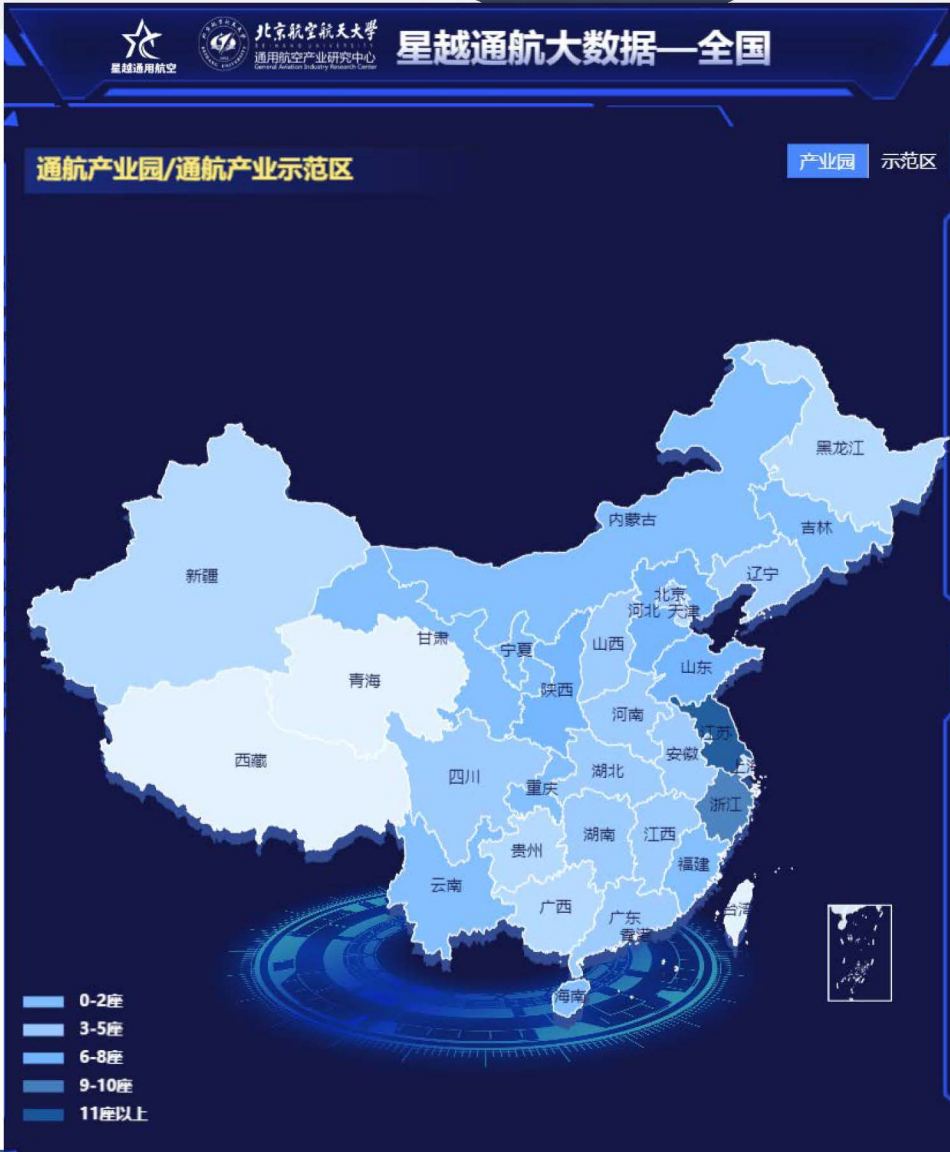 星越通用航空
北京航空航天大學
BEIHANG UNIVERSITY
通用航空产业研究中心
General Aviation Industry Research Center
星越通航大数据—全国
通航产业园/通航产业示范区
产业园
示范区
黑龙江
内蒙古
吉林
新疆
辽宁
北京
河北
天津
甘肃
宁夏
山西
山东
青海
陕西
河南
江苏
西藏
安徽
四川
湖北
上海
重庆
浙江
湖南
江西
贵州
福建
云南
广西
广东
台湾
香港
海南
0-2座
3-5座
6-8座
9-10座
11座以上